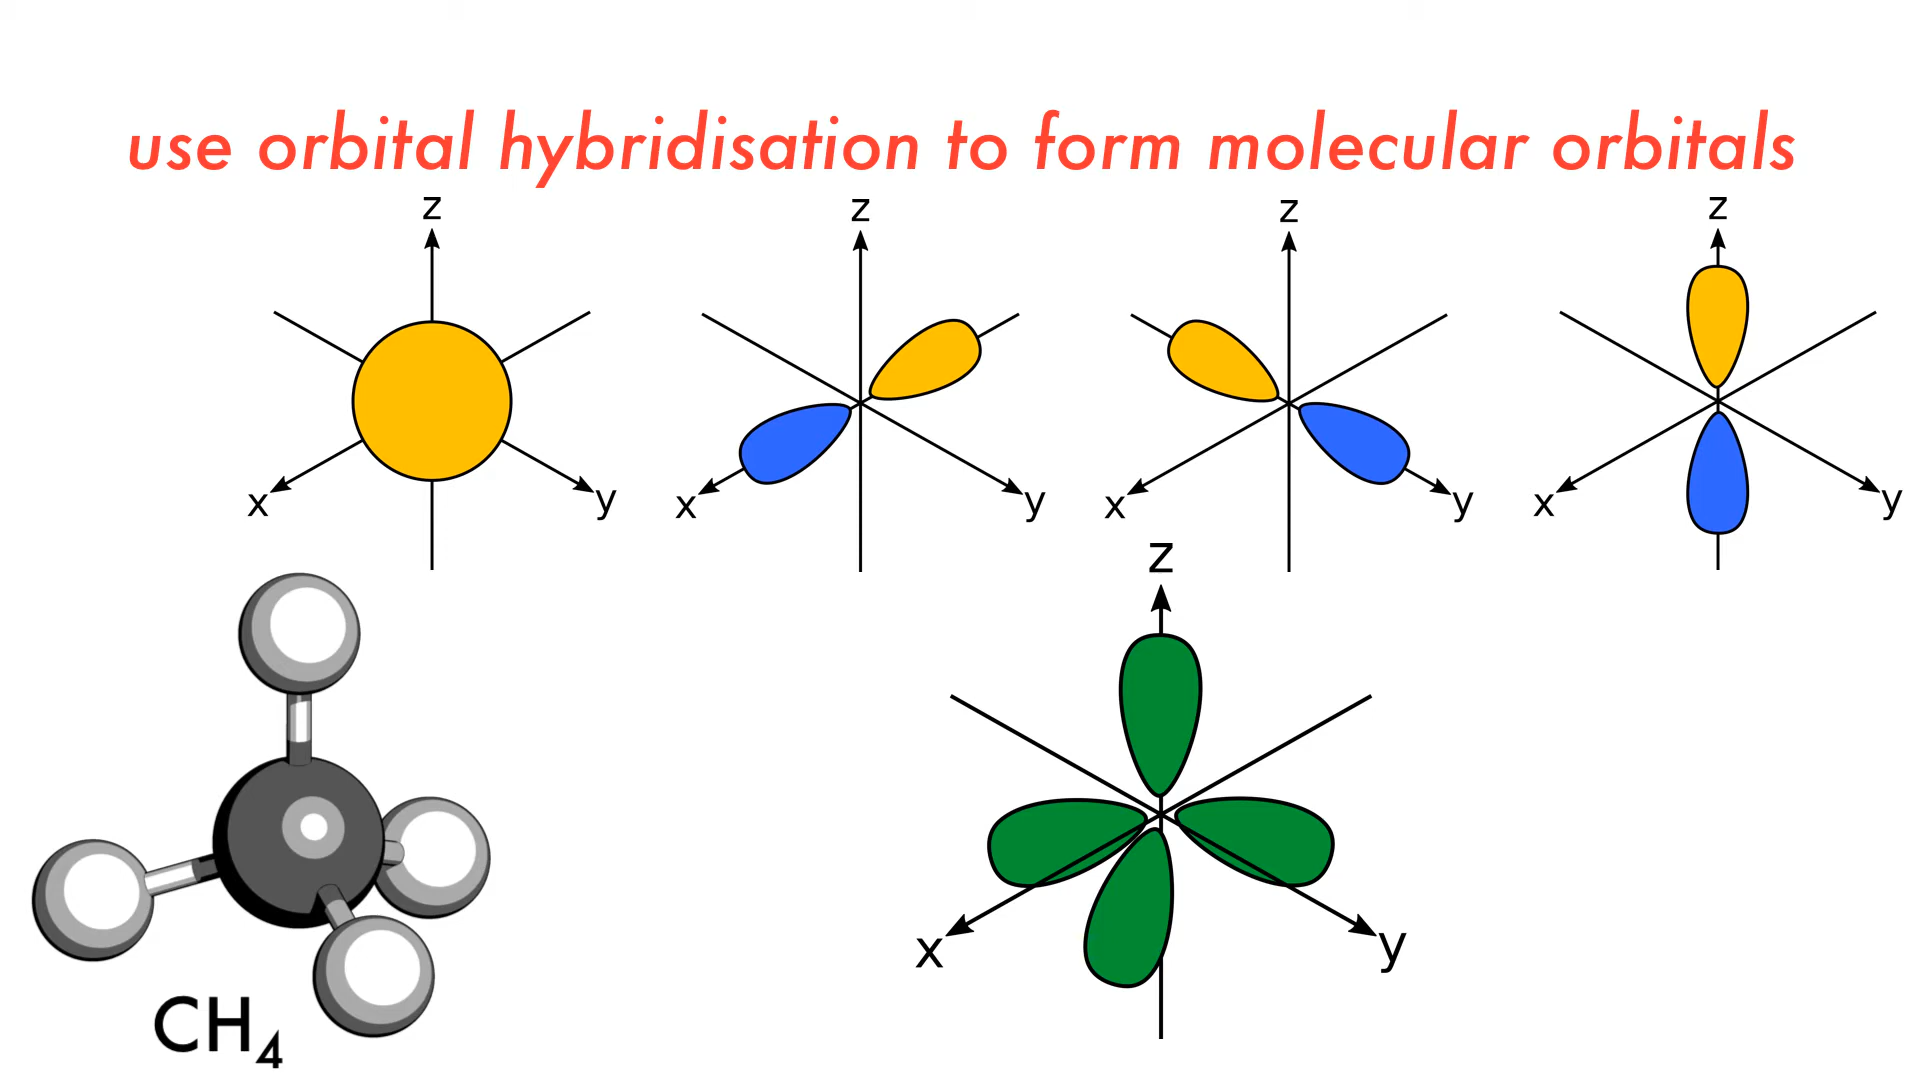 use orbital hybridisation to form molecular orbitals
z z z z
x y x y x y x y
z
x y
CH₄